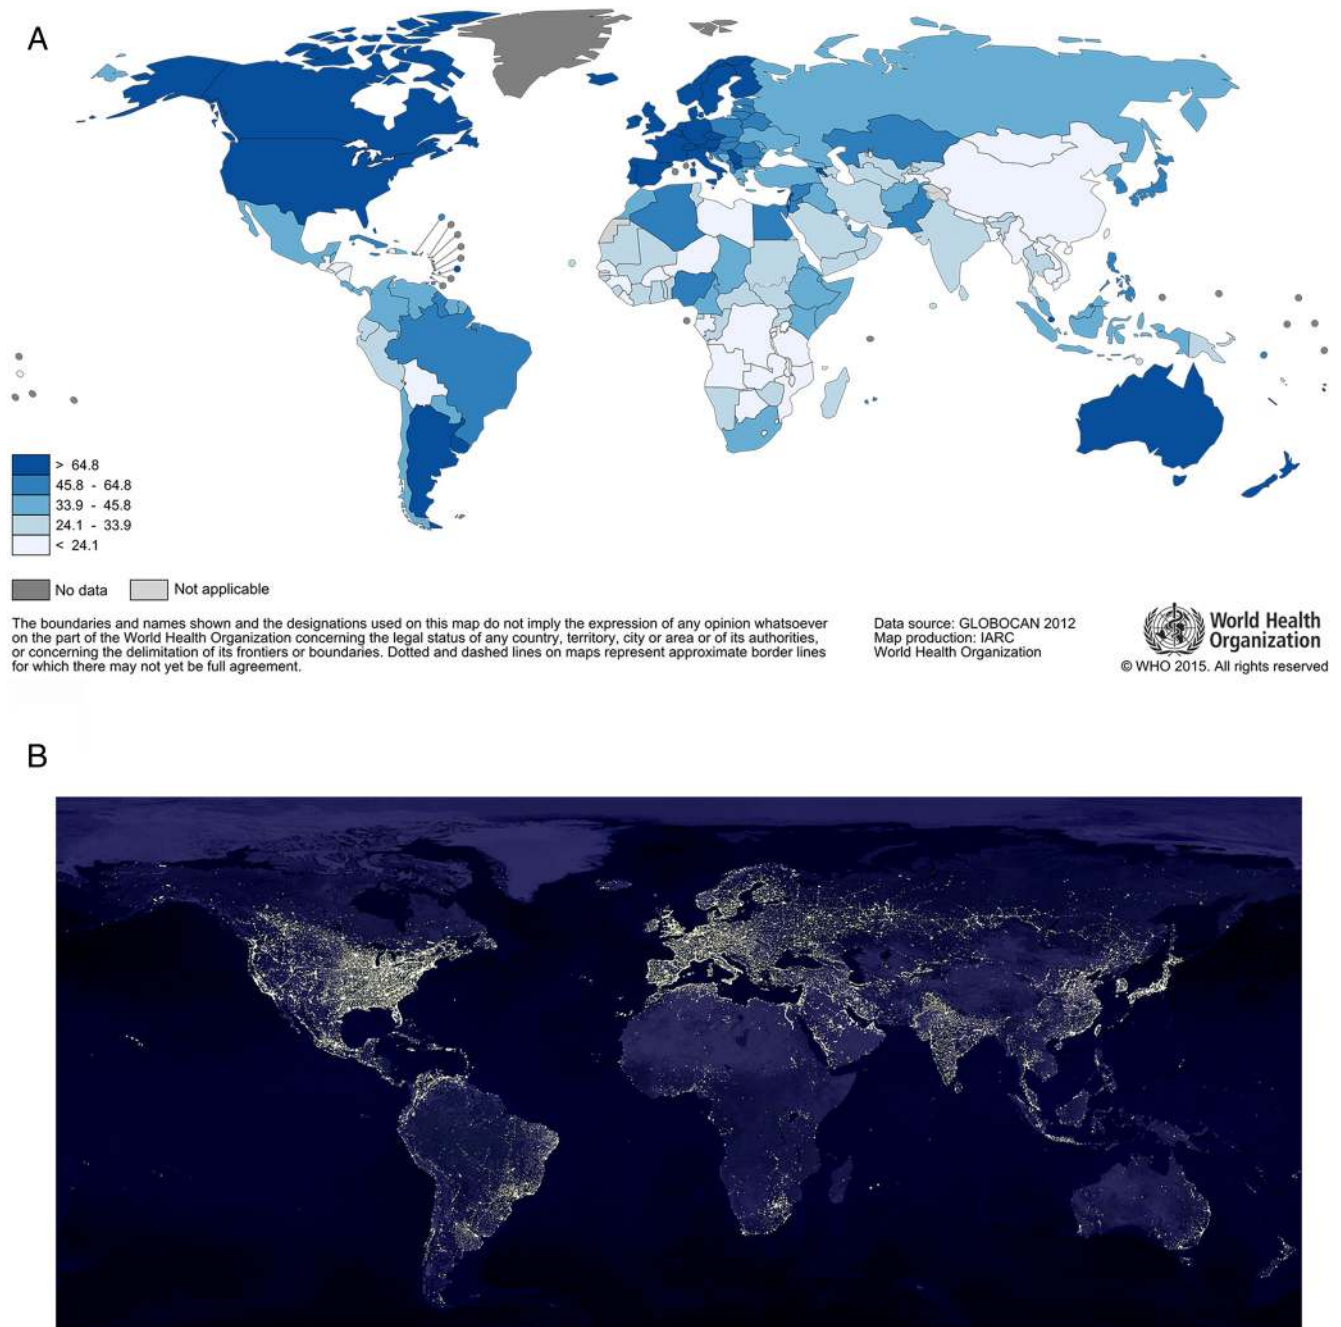 A
> 64.8
45.8 - 64.8
33.9 - 45.8
24.1 - 33.9
< 24.1
No data
Not applicable
The boundaries and names shown and the designations used on this map do not imply the expression of any opinion whatsoever
on the part of the World Health Organization concerning the legal status of any country, territory, city or area or of its authorities,
or concerning the delimitation of its frontiers or boundaries. Dotted and dashed lines on maps represent approximate border lines
for which there may not yet be full agreement.
Data source: GLOBOCAN 2012
Map production: IARC
World Health Organization
World Health
Organization
© WHO 2015. All rights reserved
B